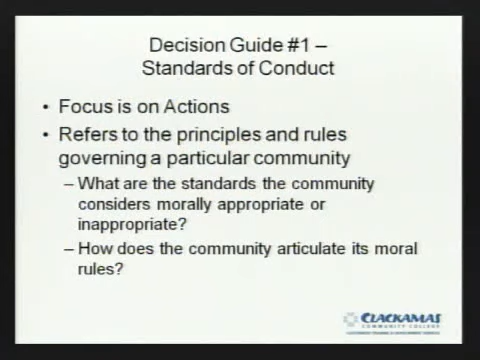 Decision Guide #1 –
Standards of Conduct
• Focus is on Actions
• Refers to the principles and rules
governing a particular community
– What are the standards the community
considers morally appropriate or
inappropriate?
– How does the community articulate its moral
rules?
CLACKAMAS
COMMUNITY COLLEGE